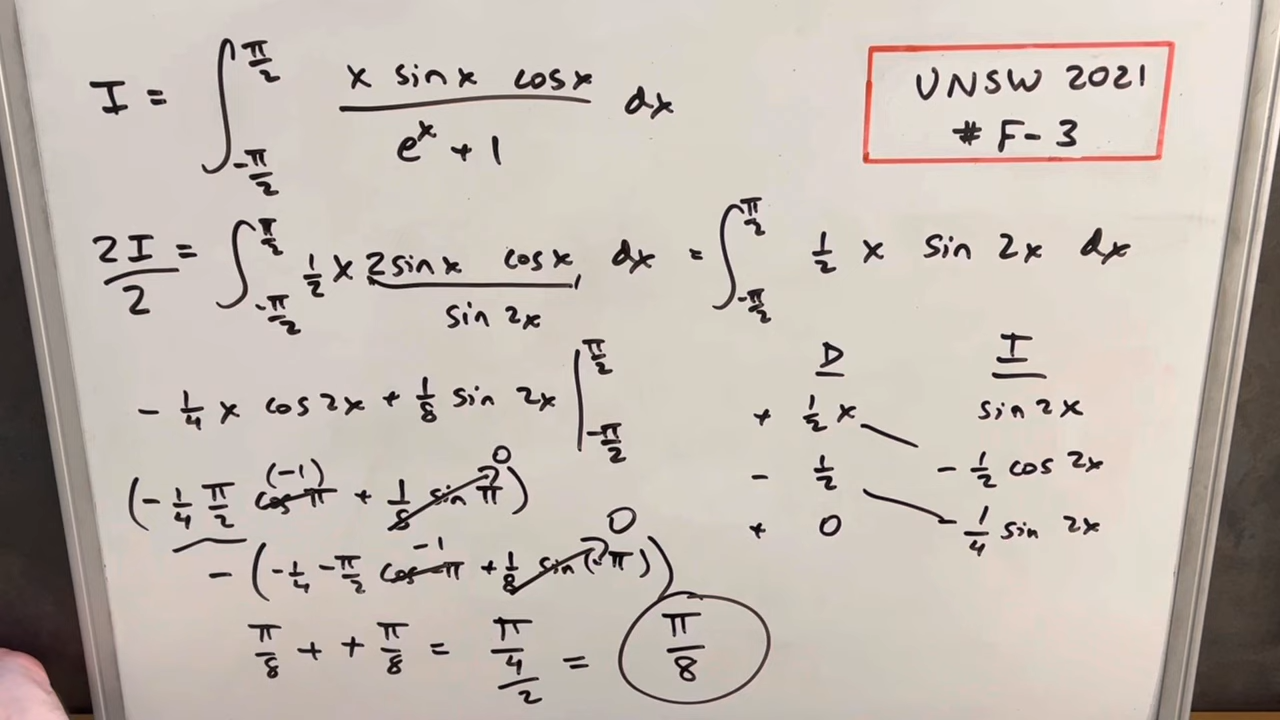 I = ∫_{-π/2}^{π/2} (x sin x cos x)/(e^x + 1) dx
UNSW 2021
# F-3
2I/2 = ∫_{-π/2}^{π/2} 1/2 x 2 sin x cos x dx = ∫_{-π/2}^{π/2} 1/2 x sin 2x dx
sin 2x
- 1/4 x cos 2x + 1/8 sin 2x |_{-π/2}^{π/2}
(- 1/4 π/2 cos π (-1) + 1/8 sin π 0)
- (- 1/4 - π/2 cos -π -1 + 1/8 sin(-π) 0)
π/8 + + π/8 = π/4/2 = π/8
D I
+ 1/2 x sin 2x
- 1/2 - 1/2 cos 2x
+ 0 - 1/4 sin 2x